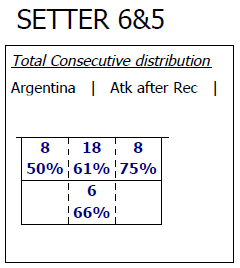 SETTER 6&5
Total Consecutive distribution
Argentina | Atk after Rec |
8 18 8
50% 61% 75%
6
66%